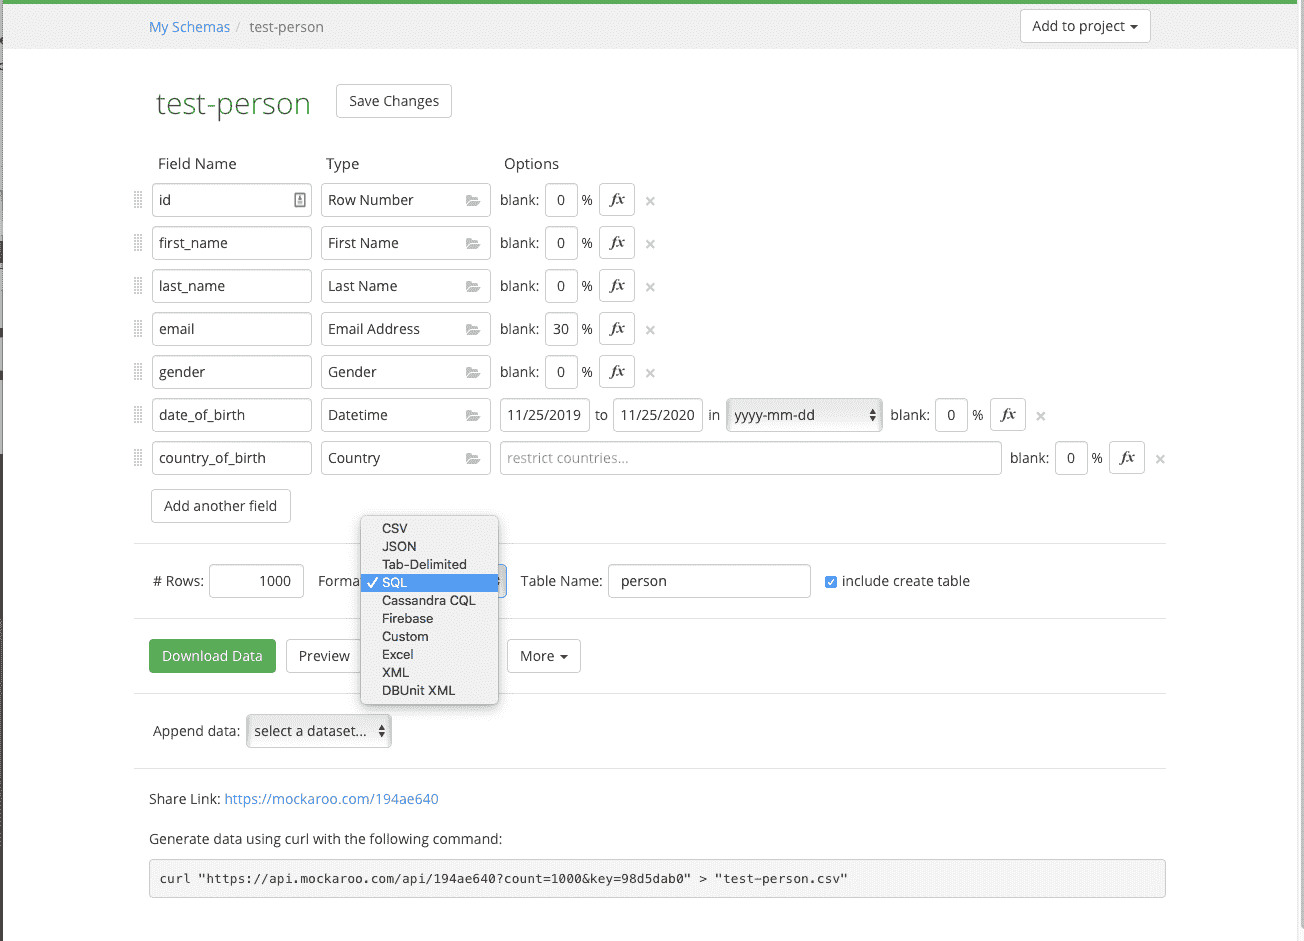 My Schemas / test-person
Add to project
test-person
Save Changes
Field Name Type Options
id Row Number blank: 0 % fx ×
first_name First Name blank: 0 % fx ×
last_name Last Name blank: 0 % fx ×
email Email Address blank: 30 % fx ×
gender Gender blank: 0 % fx ×
date_of_birth Datetime 11/25/2019 to 11/25/2020 in yyyy-mm-dd blank: 0 % fx ×
country_of_birth Country restrict countries... blank: 0 % fx ×
Add another field
CSV
JSON
Tab-Delimited
# Rows: 1000 Forma ✓ SQL Table Name: person include create table
Cassandra CQL
Firebase
Custom
Excel
XML
DBUnit XML
Download Data Preview More
Append data: select a dataset...
Share Link: https://mockaroo.com/194ae640
Generate data using curl with the following command:
curl "https://api.mockaroo.com/api/194ae640?count=1000&key=98d5dab0" > "test-person.csv"